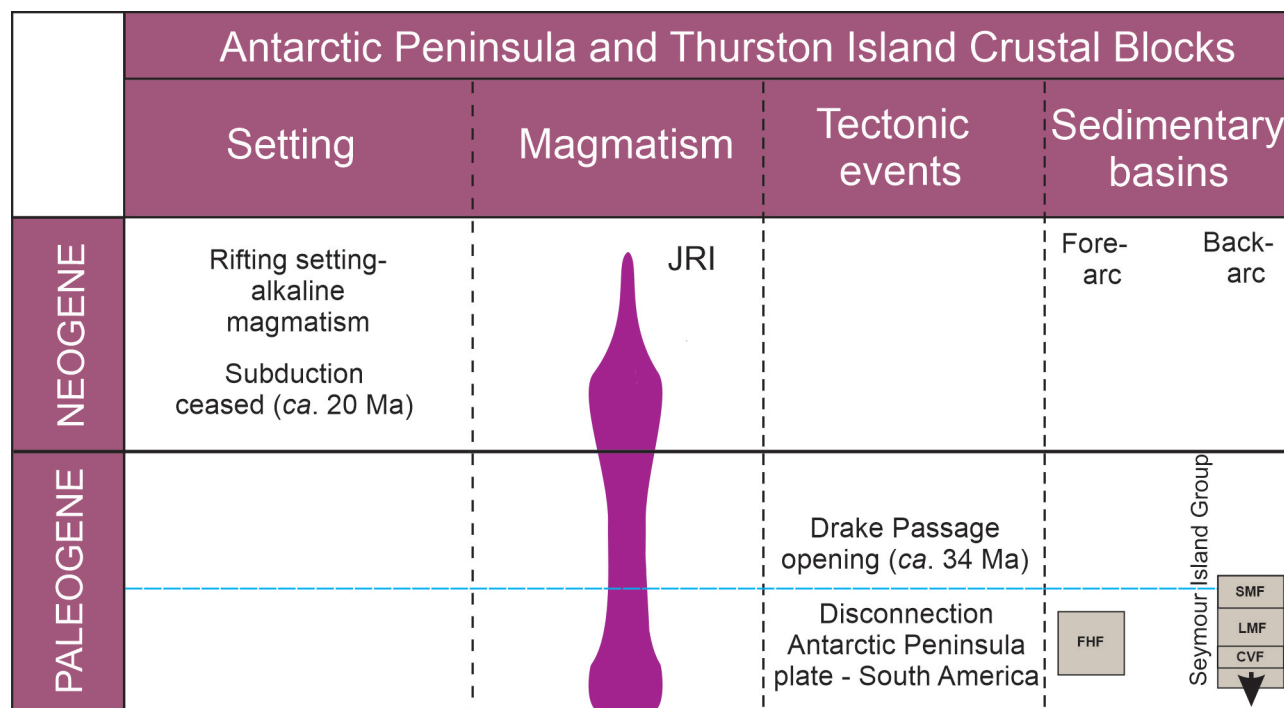 Antarctic Peninsula and Thurston Island Crustal Blocks
Setting
Magmatism
Tectonic
events
Sedimentary
basins
NEOGENE
Rifting setting-
alkaline
magmatism
Subduction
ceased (ca. 20 Ma)
JRI
Fore-
arc
Back-
arc
PALEOGENE
Drake Passage
opening (ca. 34 Ma)
Disconnection
Antarctic Peninsula
plate - South America
FHF
Seymour Island Group
SMF
LMF
CVF